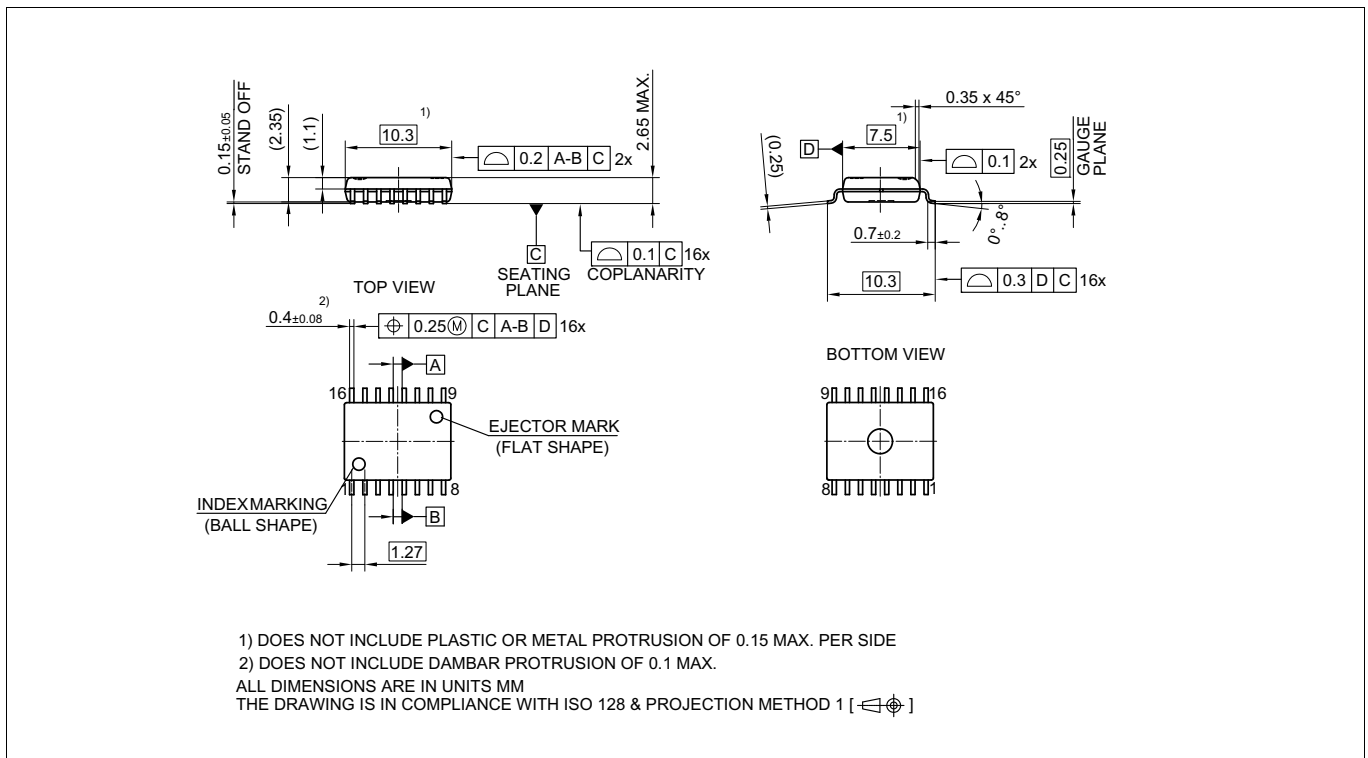 0.15±0.05
STAND OFF
(2.35)
(1.1)
10.3
1)
2.65 MAX.
0.2 A-B C 2x
C
SEATING
PLANE
0.1 C 16x
COPLANARITY
(0.25)
D
7.5
1)
0.35 x 45°
0.1 2x
0.25
GAUGE
PLANE
0°..8°
0.7±0.2
10.3
0.3 D C 16x
TOP VIEW
2)
0.4±0.08
0.25Ⓜ C A-B D 16x
A
16
9
EJECTOR MARK
(FLAT SHAPE)
1
8
INDEX MARKING
(BALL SHAPE)
B
1.27
BOTTOM VIEW
9
16
8
1
1) DOES NOT INCLUDE PLASTIC OR METAL PROTRUSION OF 0.15 MAX. PER SIDE
2) DOES NOT INCLUDE DAMBAR PROTRUSION OF 0.1 MAX.
ALL DIMENSIONS ARE IN UNITS MM
THE DRAWING IS IN COMPLIANCE WITH ISO 128 & PROJECTION METHOD 1 [ ]